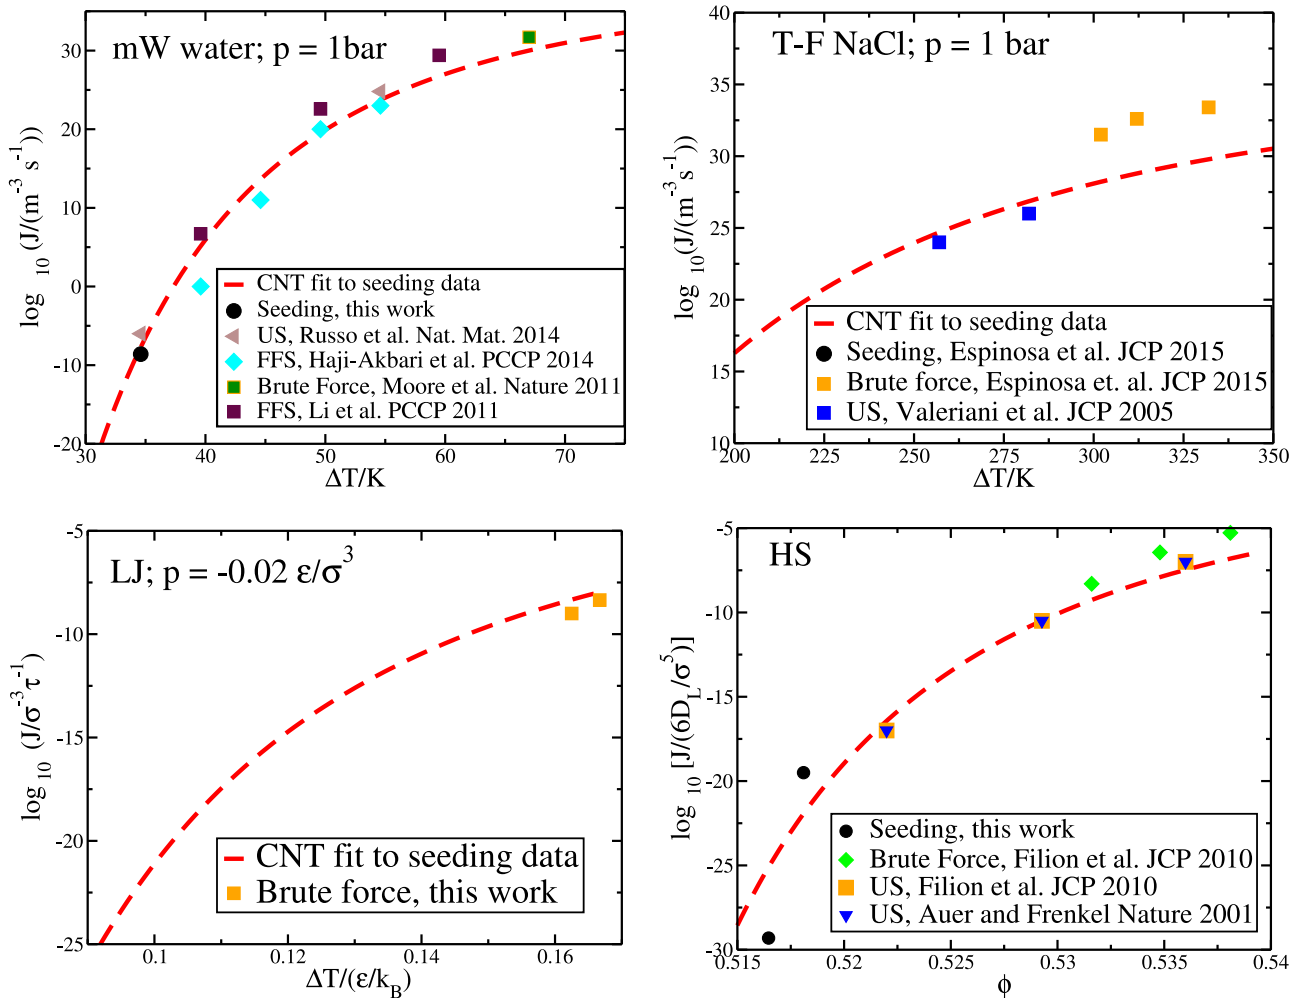 mW water; p = 1bar
log 10 (J/(m-3 s-1))
30
20
10
0
-10
-20
30
40
50
60
70
ΔT/K
CNT fit to seeding data
Seeding, this work
US, Russo et al. Nat. Mat. 2014
FFS, Haji-Akbari et al. PCCP 2014
Brute Force, Moore et al. Nature 2011
FFS, Li et al. PCCP 2011
T-F NaCl; p = 1 bar
log 10(J/(m-3 s-1))
40
35
30
25
20
15
10
200
225
250
275
300
325
350
ΔT/K
CNT fit to seeding data
Seeding, Espinosa et al. JCP 2015
Brute force, Espinosa et. al. JCP 2015
US, Valeriani et al. JCP 2005
LJ; p = -0.02 ε/σ3
log 10 (J/σ-3τ-1)
-5
-10
-15
-20
-25
0.1
0.12
0.14
0.16
ΔT/(ε/kB)
CNT fit to seeding data
Brute force, this work
HS
log 10 [J/(6DL/σ5)]
-5
-10
-15
-20
-25
-30
0.515
0.52
0.525
0.53
0.535
0.54
ϕ
Seeding, this work
Brute Force, Filion et al. JCP 2010
US, Filion et al. JCP 2010
US, Auer and Frenkel Nature 2001